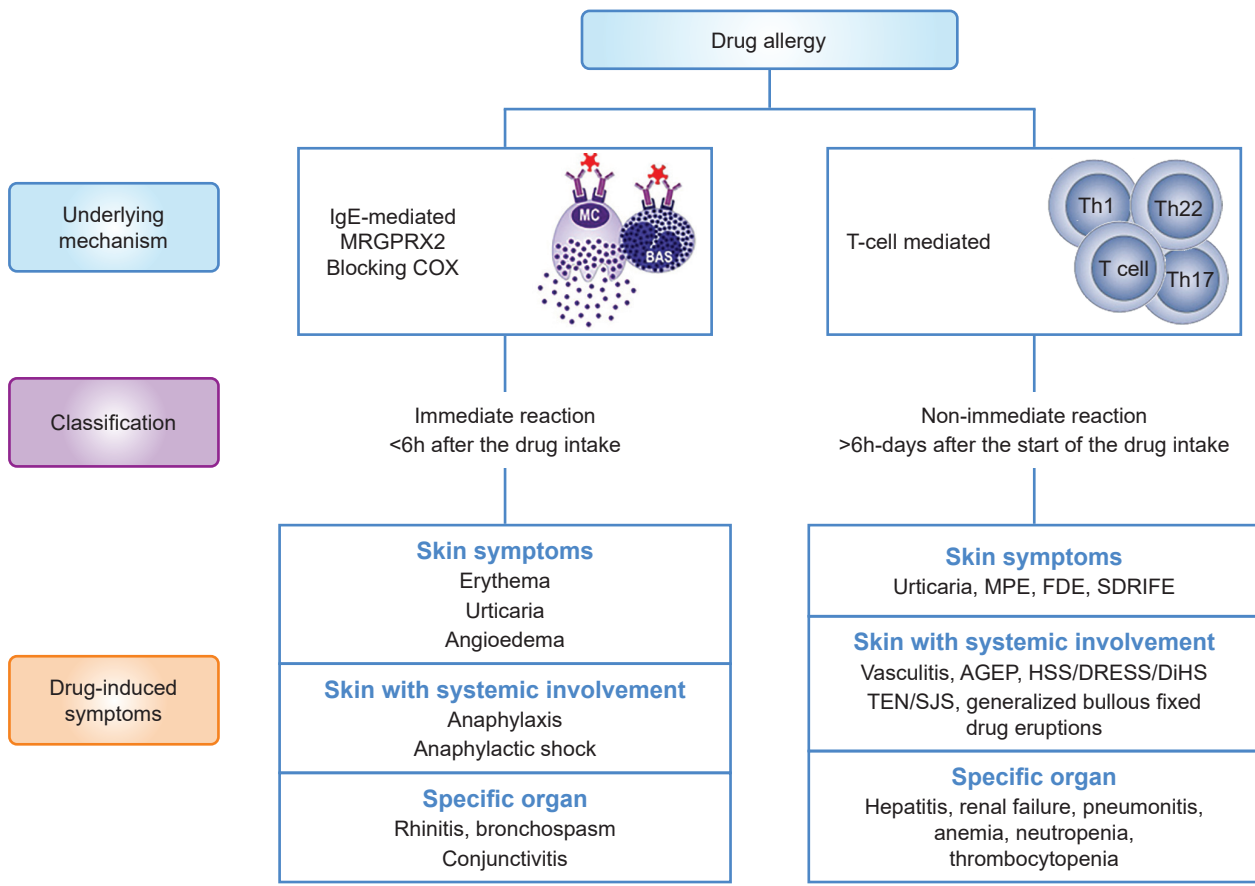 Drug allergy
Underlying
mechanism
IgE-mediated
MRGPRX2
Blocking COX
MC
BAS
T-cell mediated
Th1
Th22
T cell
Th17
Classification
Immediate reaction
<6h after the drug intake
Non-immediate reaction
>6h-days after the start of the drug intake
Drug-induced
symptoms
Skin symptoms
Erythema
Urticaria
Angioedema
Skin with systemic involvement
Anaphylaxis
Anaphylactic shock
Specific organ
Rhinitis, bronchospasm
Conjunctivitis
Skin symptoms
Urticaria, MPE, FDE, SDRIFE
Skin with systemic involvement
Vasculitis, AGEP, HSS/DRESS/DiHS
TEN/SJS, generalized bullous fixed
drug eruptions
Specific organ
Hepatitis, renal failure, pneumonitis,
anemia, neutropenia,
thrombocytopenia